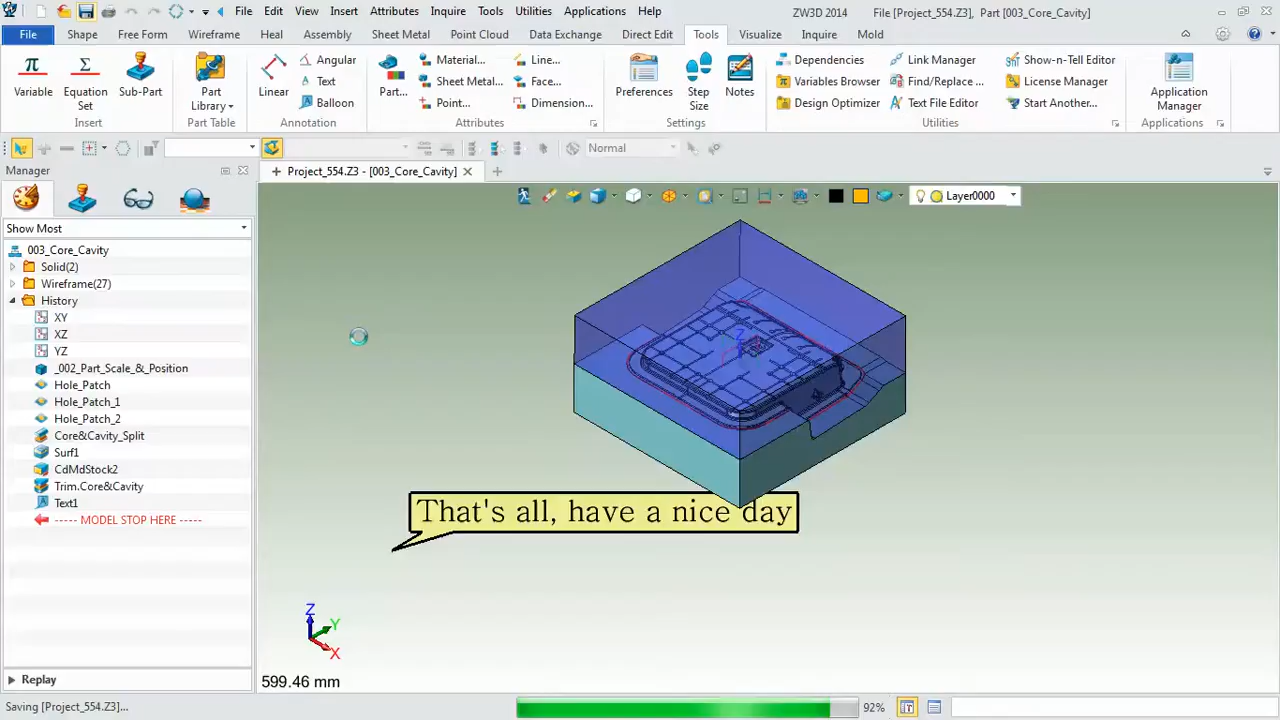 File Edit View Insert Attributes Inquire Tools Utilities Applications Help ZW3D 2014 File [Project_554.Z3], Part [003_Core_Cavity]
File Shape Free Form Wireframe Heal Assembly Sheet Metal Point Cloud Data Exchange Direct Edit Tools Visualize Inquire Mold
Variable
Equation
Set
Sub-Part
Insert
Part
Library
Part Table
Linear
Angular
Text
Balloon
Annotation
Part...
Material...
Sheet Metal...
Point...
Line...
Face...
Dimension...
Attributes
Preferences
Step
Size
Notes
Settings
Dependencies
Variables Browser
Design Optimizer
Link Manager
Find/Replace ...
Text File Editor
Show-n-Tell Editor
License Manager
Start Another...
Utilities
Application
Manager
Applications
Normal
Manager
Project_554.Z3 - [003_Core_Cavity]
Layer0000
Show Most
003_Core_Cavity
Solid(2)
Wireframe(27)
History
XY
XZ
YZ
_002_Part_Scale_&_Position
Hole_Patch
Hole_Patch_1
Hole_Patch_2
Core&Cavity_Split
Surf1
CdMdStock2
Trim.Core&Cavity
Text1
----- MODEL STOP HERE -----
Replay
Z
That's all, have a nice day
Z
Y
X
599.46 mm
Saving [Project_554.Z3]...
92%